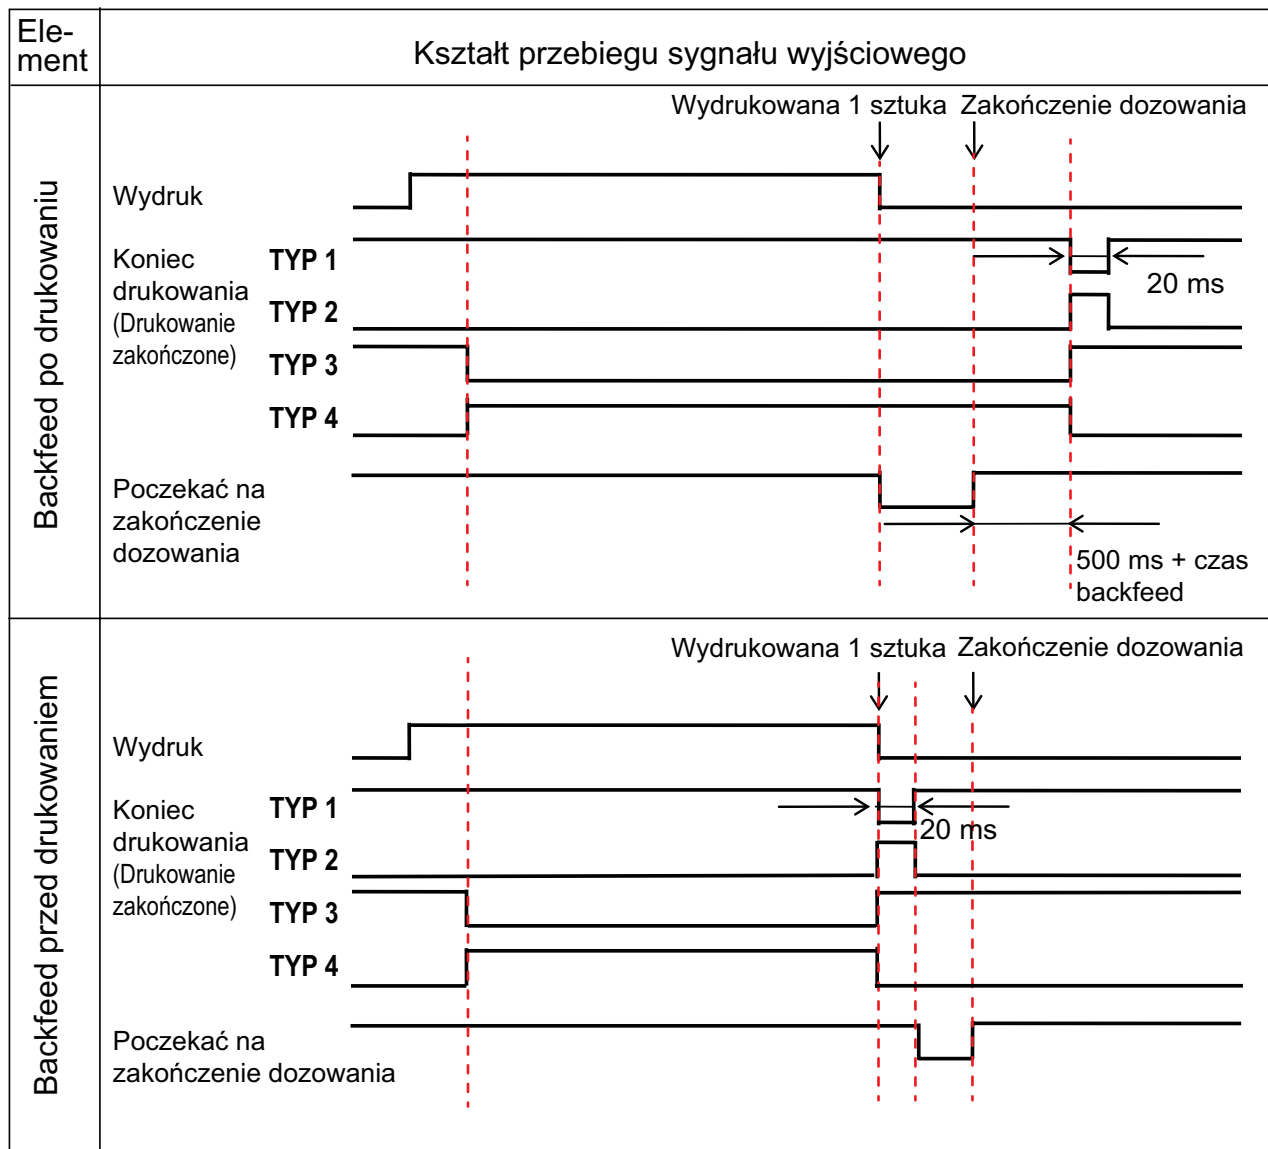 Ele-
ment
Kształt przebiegu sygnału wyjściowego
Backfeed po drukowaniu
Wydrukowana 1 sztuka
Zakończenie dozowania
Wydruk
Koniec
drukowania
(Drukowanie
zakończone)
TYP 1
20 ms
TYP 2
TYP 3
TYP 4
Poczekać na
zakończenie
dozowania
500 ms + czas
backfeed
Backfeed przed drukowaniem
Wydrukowana 1 sztuka
Zakończenie dozowania
Wydruk
Koniec
drukowania
(Drukowanie
zakończone)
TYP 1
20 ms
TYP 2
TYP 3
TYP 4
Poczekać na
zakończenie dozowania